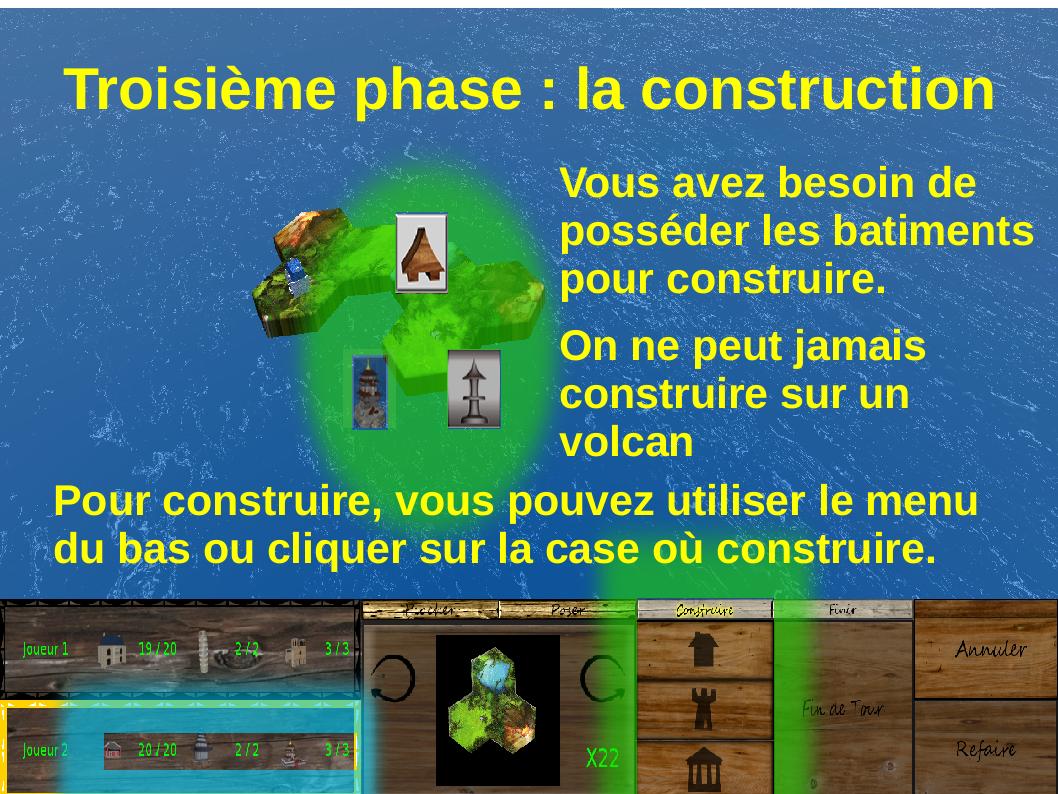 Troisième phase : la construction
Vous avez besoin de
posséder les batiments
pour construire.
On ne peut jamais
construire sur un
volcan
Pour construire, vous pouvez utiliser le menu
du bas ou cliquer sur la case où construire.
Piocher Poser Construire Finir
Joueur 1 19/20 2/2 3/3
Annuler
Fin de Tour
Joueur 2 20/20 2/2 3/3
X22
Refaire